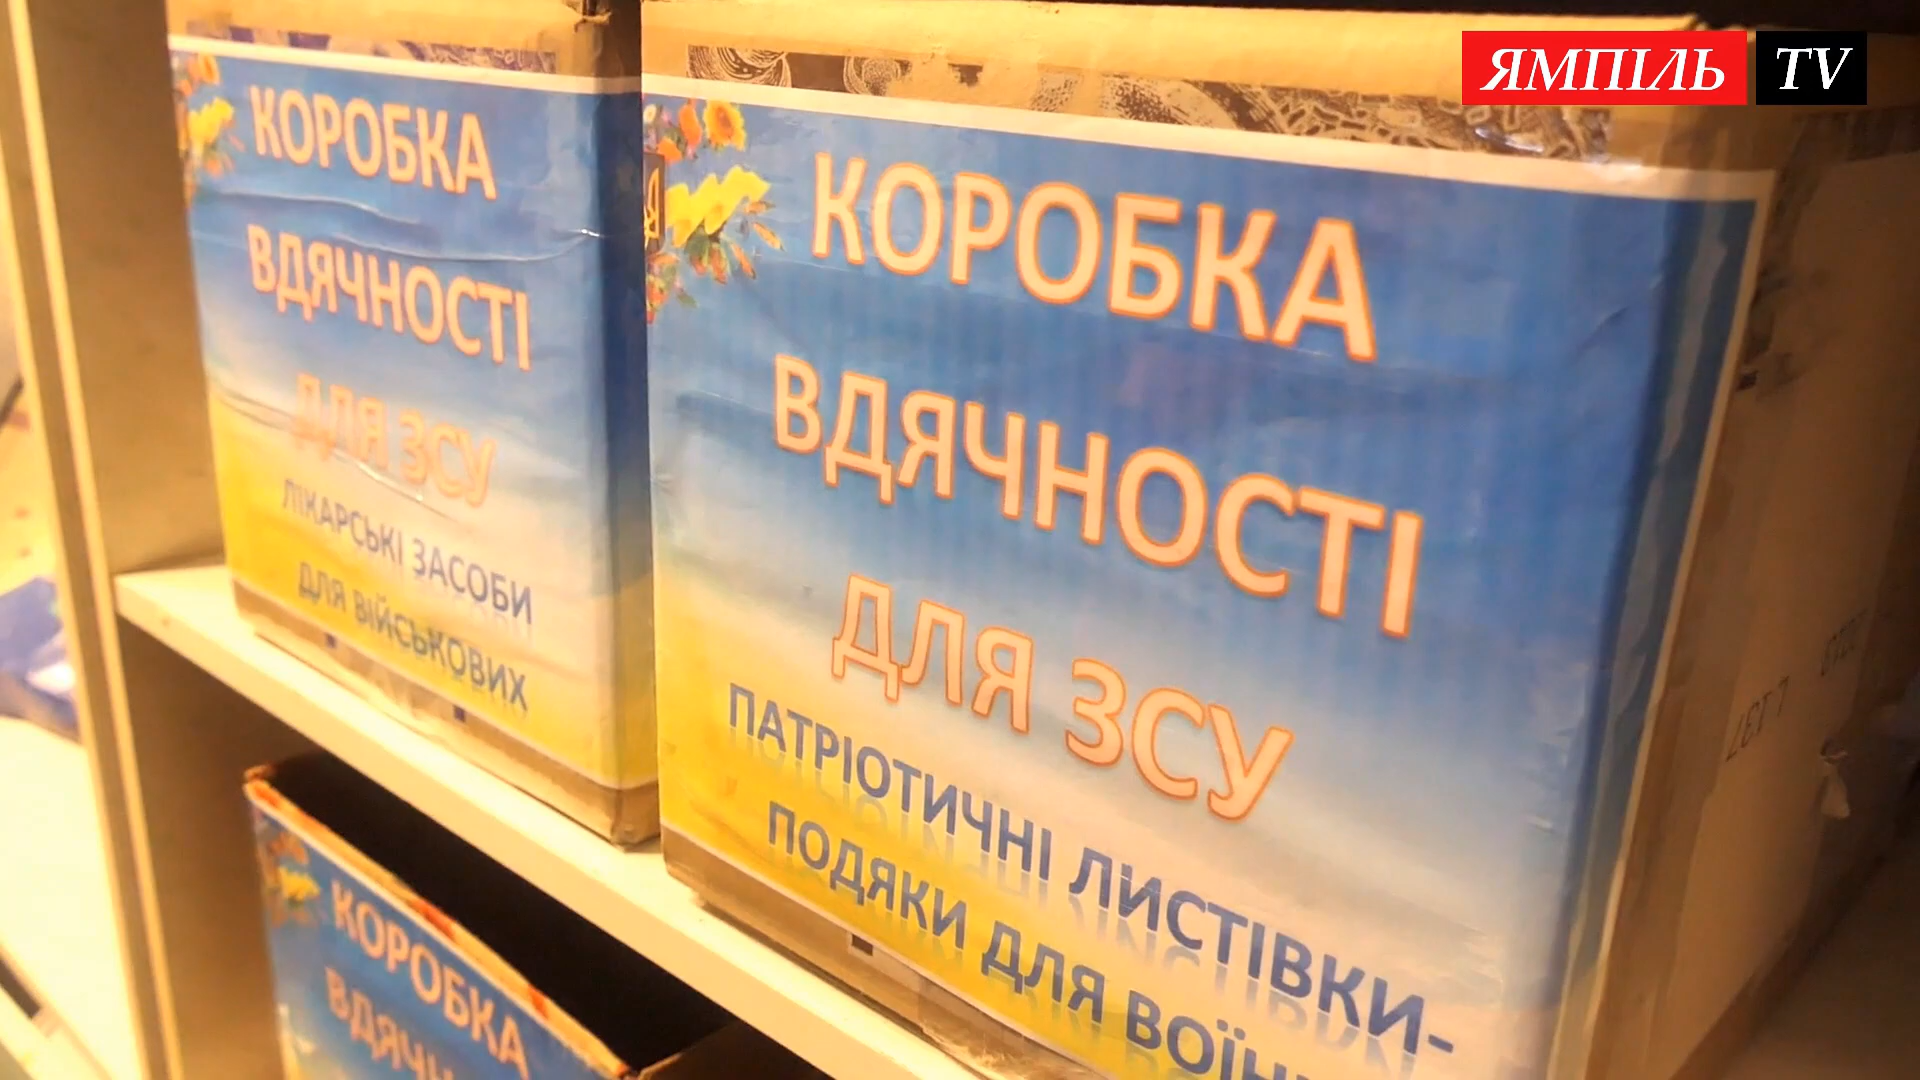 ЯМПІЛЬ TV
КОРОБКА
ВДЯЧНОСТІ
ДЛЯ ЗСУ
ЛІКАРСЬКІ ЗАСОБИ
ДЛЯ ВІЙСЬКОВИХ
КОРОБКА
ВДЯЧНОСТІ
ДЛЯ ЗСУ
ПАТРІОТИЧНІ ЛИСТІВКИ-
ПОДЯКИ ДЛЯ
КОРОБКА